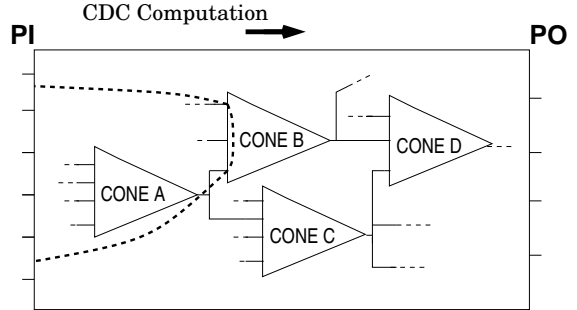 CDC Computation
PI
PO
CONE B
CONE D
CONE A
CONE C